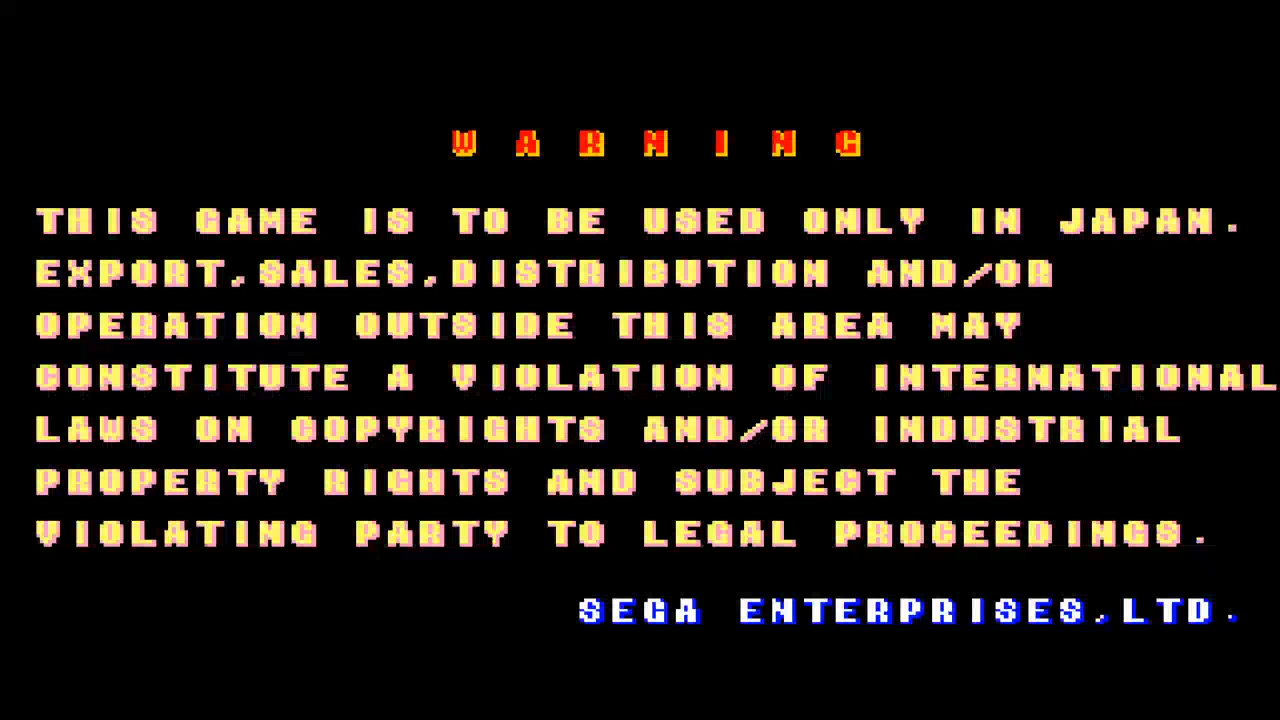 W A R N I N G
THIS GAME IS TO BE USED ONLY IN JAPAN.
EXPORT,SALES,DISTRIBUTION AND/OR
OPERATION OUTSIDE THIS AREA MAY
CONSTITUTE A VIOLATION OF INTERNATIONAL
LAWS ON COPYRIGHTS AND/OR INDUSTRIAL
PROPERTY RIGHTS AND SUBJECT THE
VIOLATING PARTY TO LEGAL PROCEEDINGS.
SEGA ENTERPRISES,LTD.